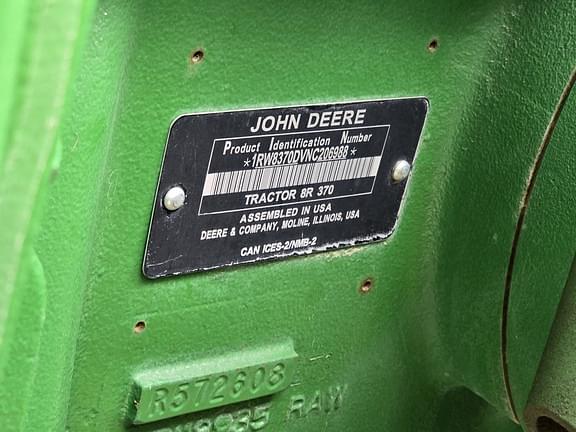 JOHN DEERE
Product Identification Number
*1RW8370DVNC206988*
TRACTOR 8R 370
ASSEMBLED IN USA
DEERE & COMPANY, MOLINE, ILLINOIS, USA
CAN ICES-2/NMB-2
R572608
RAW